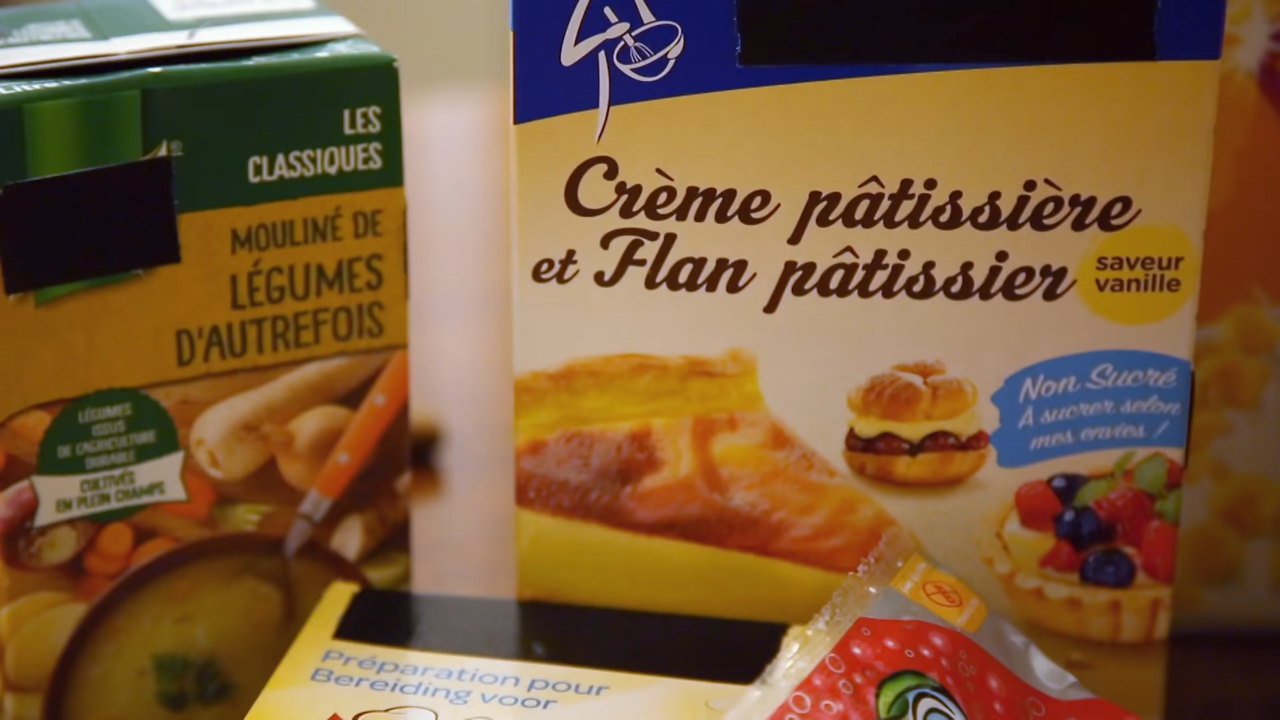 LES
CLASSIQUES
MOULINÉ DE
LÉGUMES
D'AUTREFOIS
LÉGUMES
ISSUS
DE L'AGRICULTURE
DURABLE
CULTIVÉS
EN PLEIN CHAMPS
Crème pâtissière
et Flan pâtissier
saveur
vanille
Non Sucré
À sucrer selon
mes envies !
Préparation pour
Bereiding voor